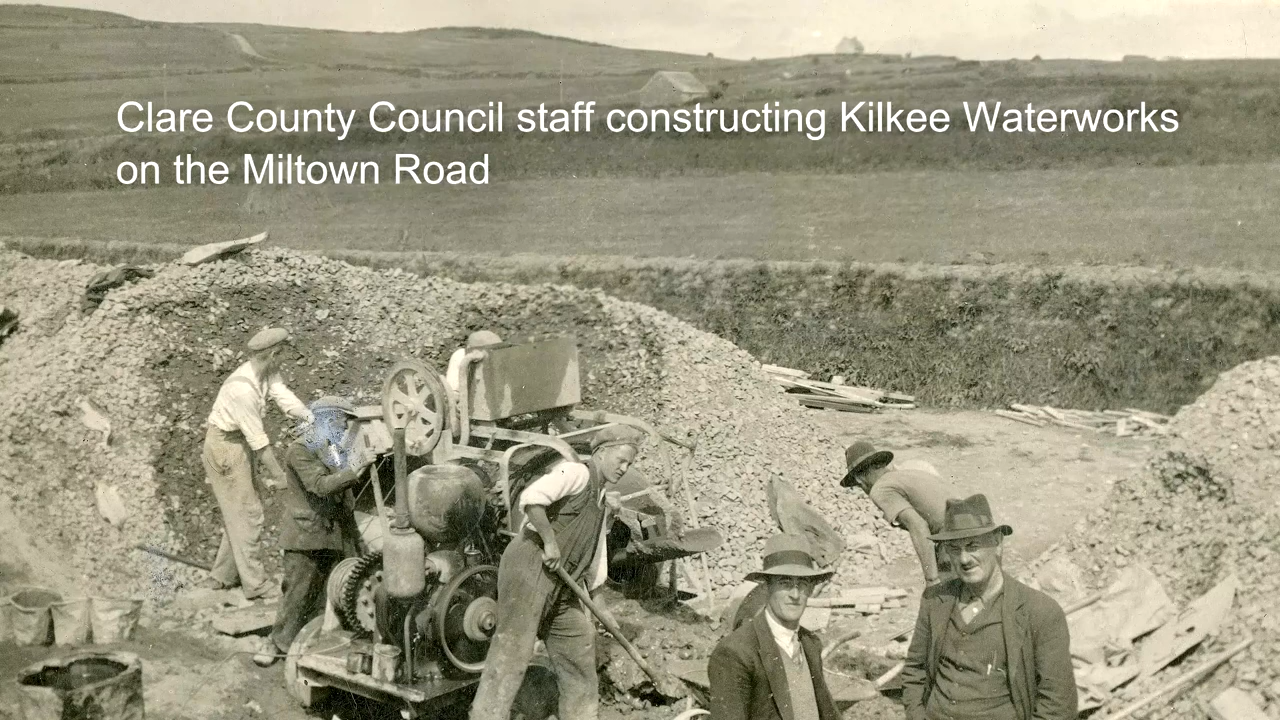 Clare County Council staff constructing Kilkee Waterworks
on the Miltown Road